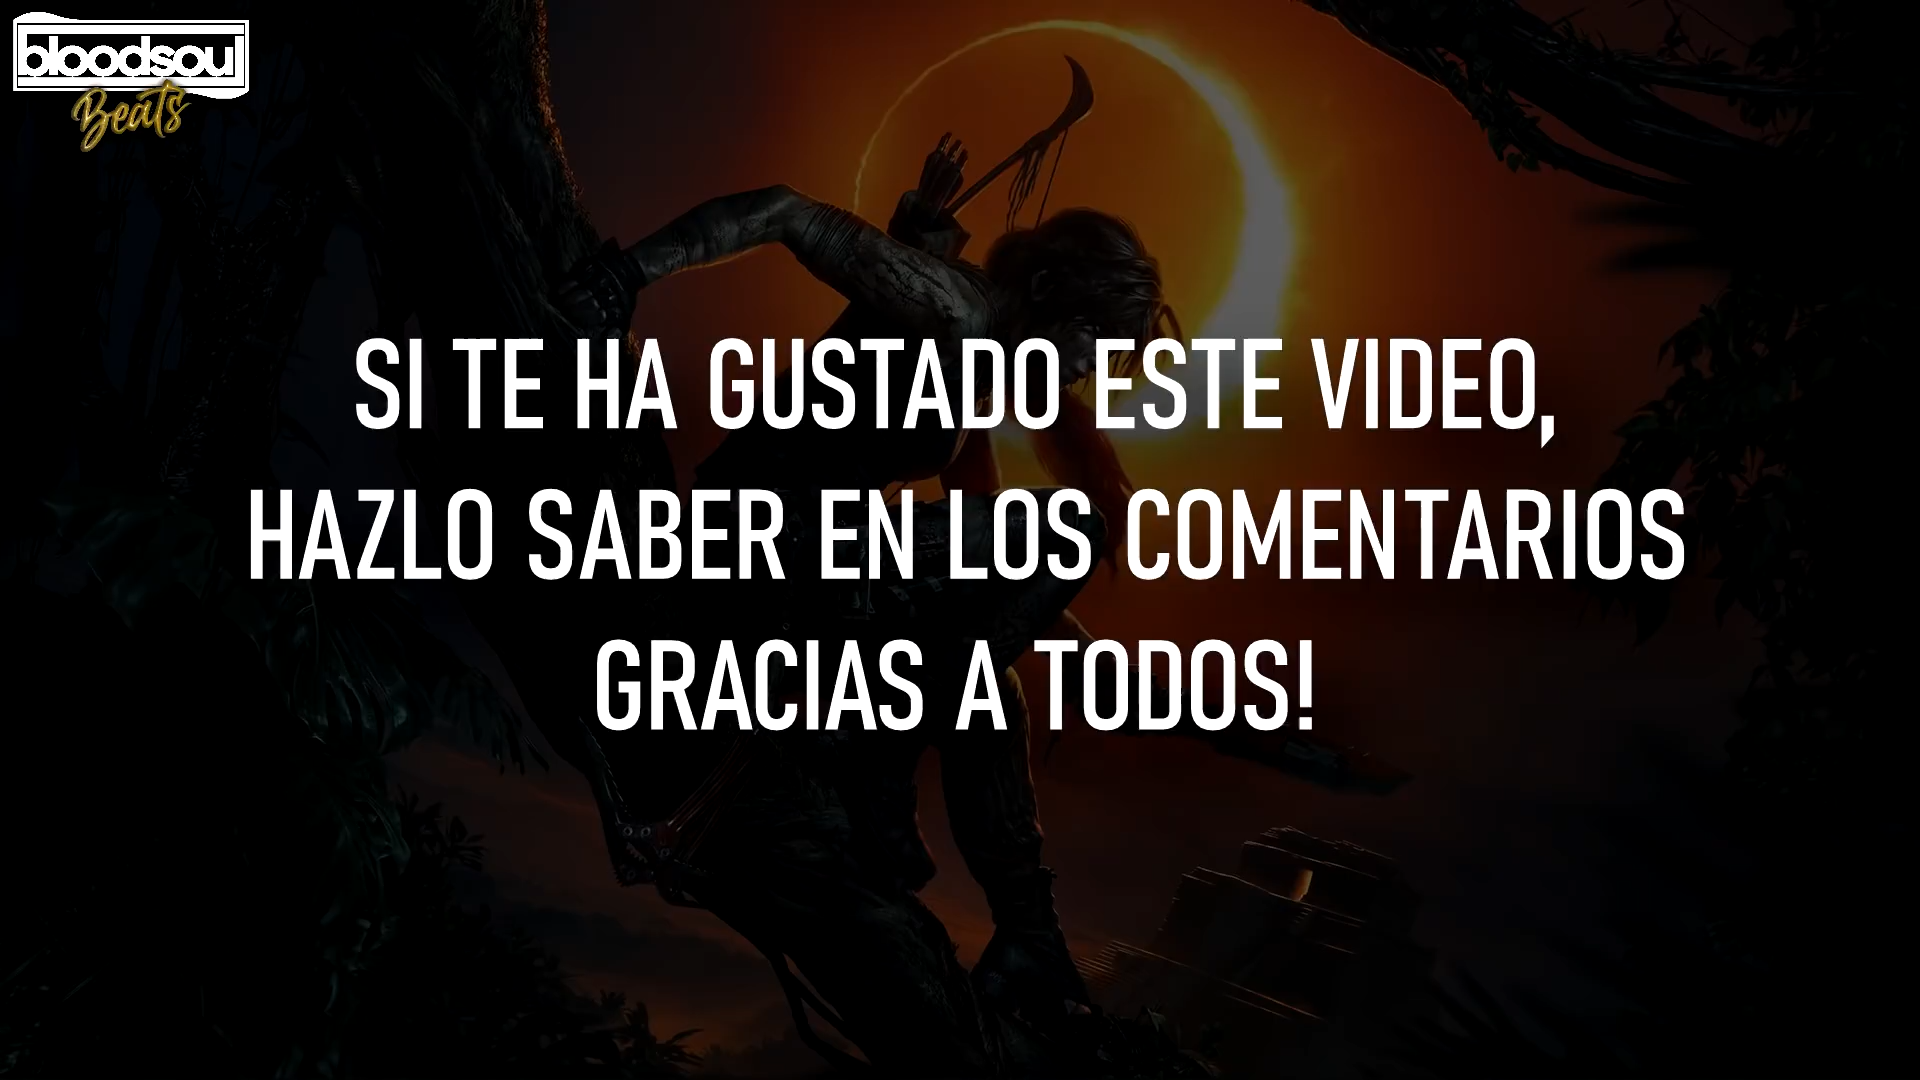 bloodsoul
Beats
SI TE HA GUSTADO ESTE VIDEO,
HAZLO SABER EN LOS COMENTARIOS
GRACIAS A TODOS!